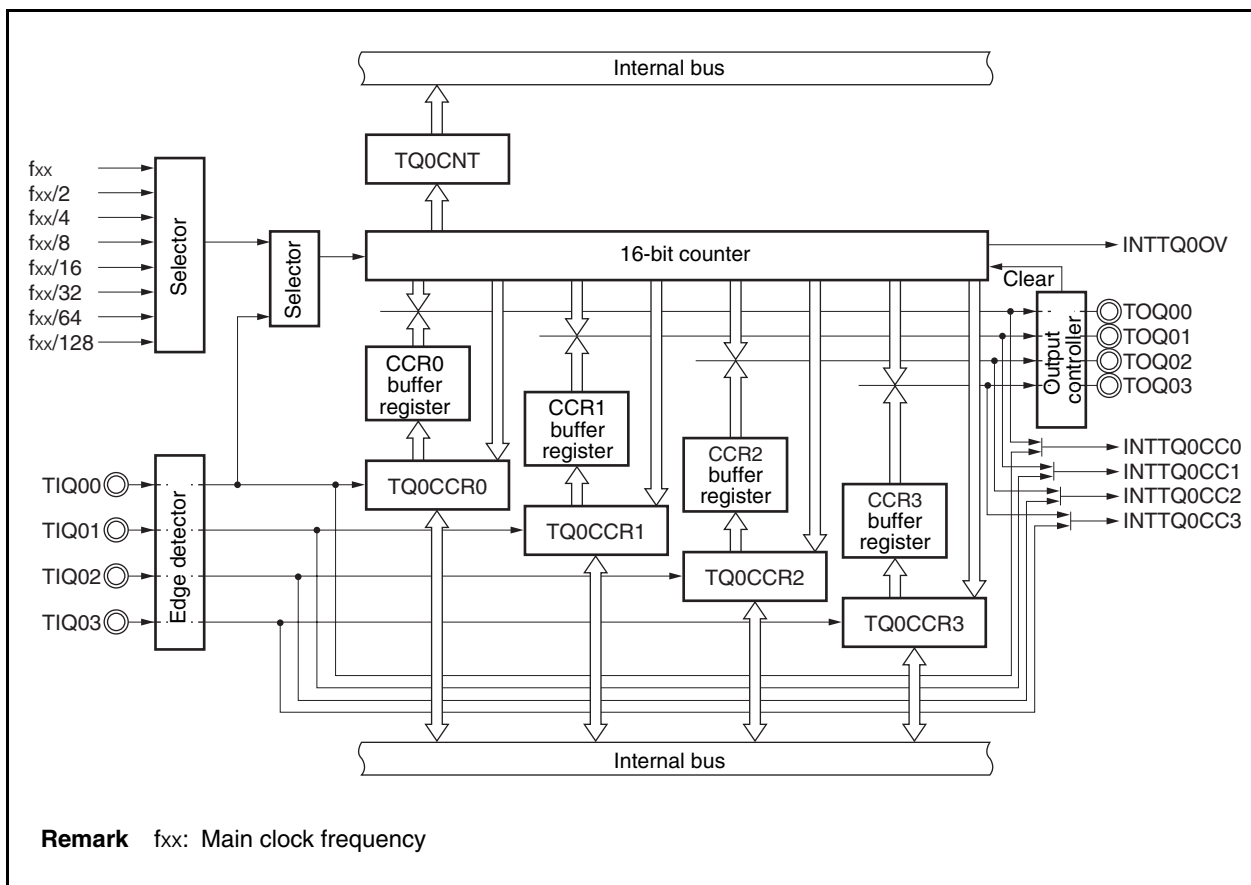 Internal bus
TQ0CNT
fxx
fxx/2
fxx/4
fxx/8
fxx/16
fxx/32
fxx/64
fxx/128
Selector
Selector
16-bit counter
INTTQ0OV
Clear
Output
controller
TOQ00
TOQ01
TOQ02
TOQ03
CCR0
buffer
register
CCR1
buffer
register
CCR2
buffer
register
CCR3
buffer
register
INTTQ0CC0
INTTQ0CC1
INTTQ0CC2
INTTQ0CC3
TIQ00
TIQ01
TIQ02
TIQ03
Edge detector
TQ0CCR0
TQ0CCR1
TQ0CCR2
TQ0CCR3
Internal bus
Remark fxx: Main clock frequency